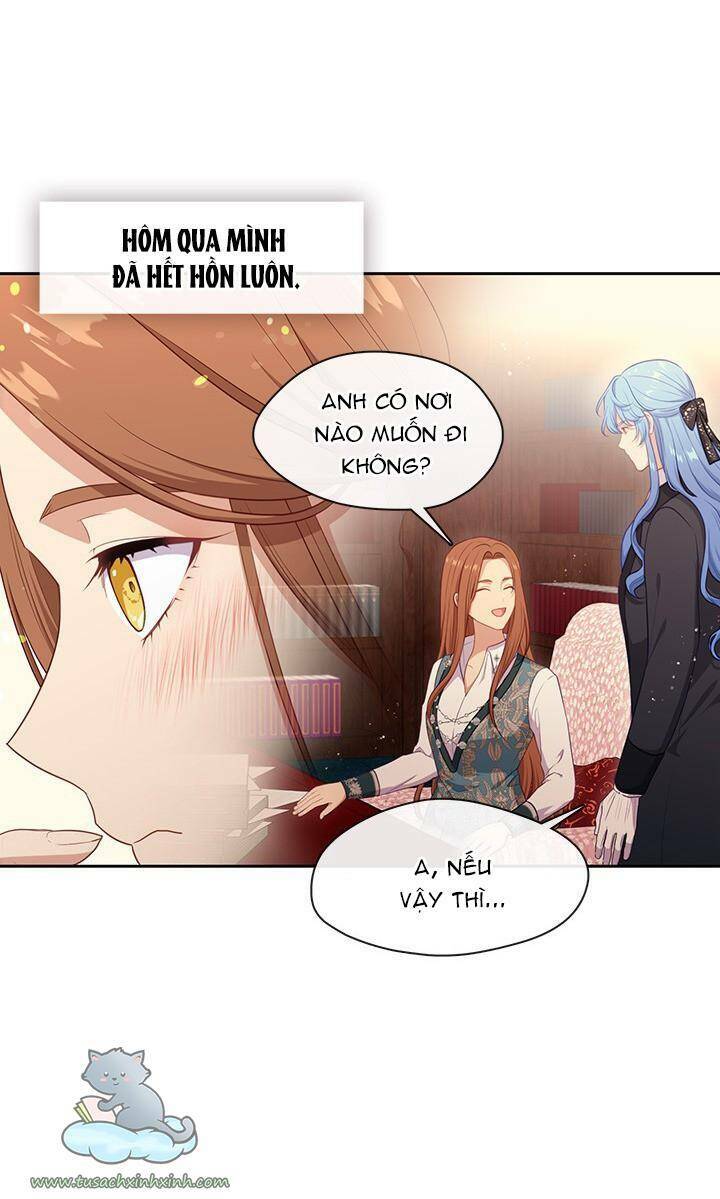 HÔM QUA MÌNH
ĐÃ HẾT HỒN LUÔN.
ANH CÓ NƠI
NÀO MUỐN ĐI
KHÔNG?
A, NẾU
VẬY THÌ...
www.tusachxinhxinh.com